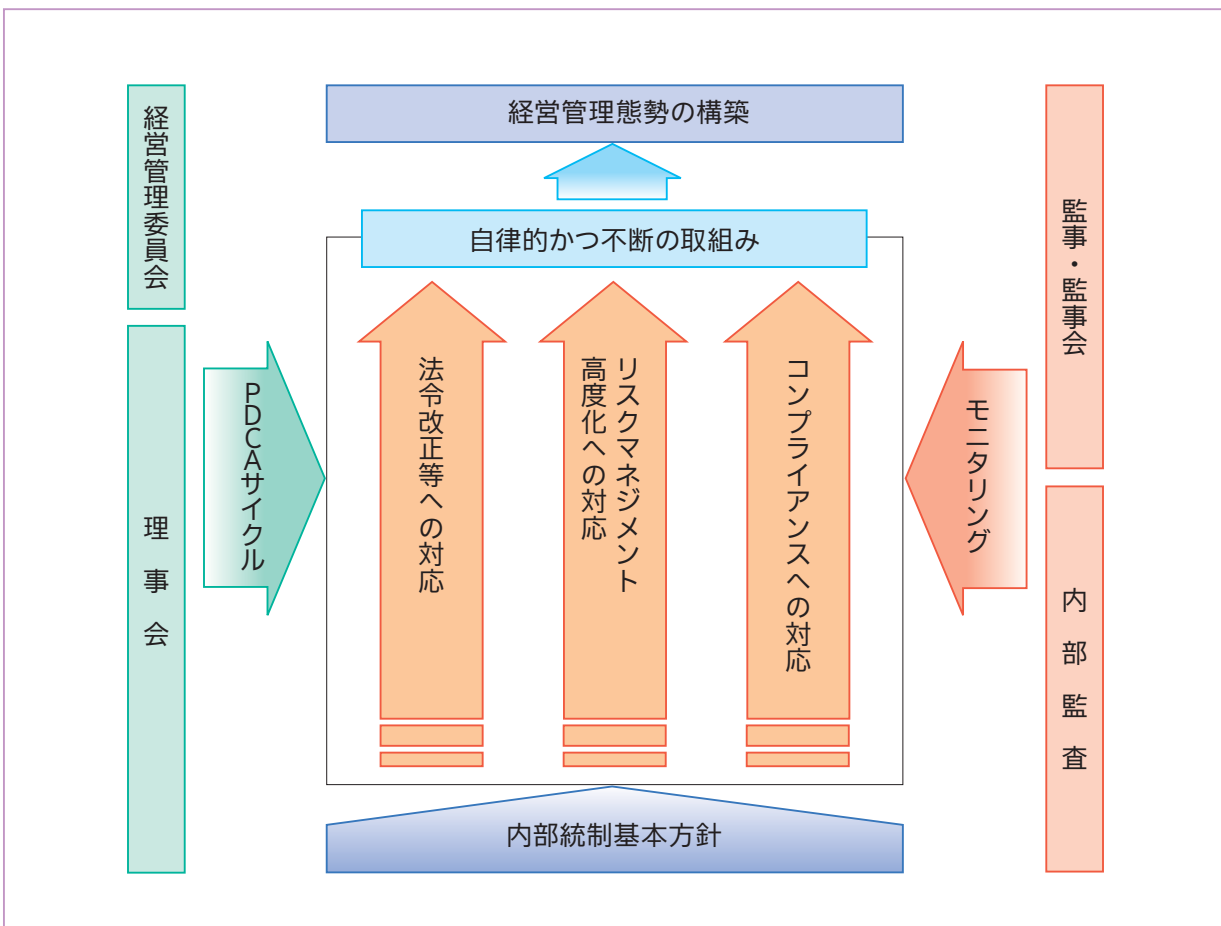 経営管理委員会
理事会
PDCAサイクル
経営管理態勢の構築
自律的かつ不断の取組み
法令改正等への対応
リスクマネジメント
高度化への対応
コンプライアンスへの対応
内部統制基本方針
モニタリング
監事・監事会
内部監査